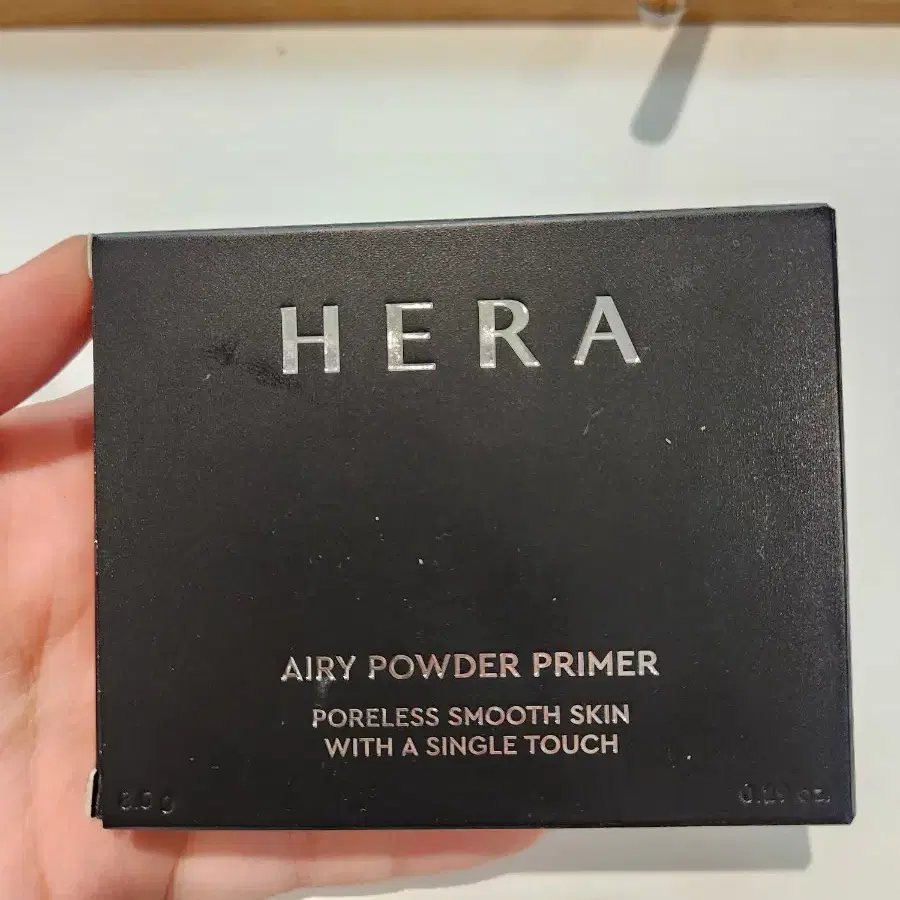 HERA
AIRY POWDER PRIMER
PORELESS SMOOTH SKIN
WITH A SINGLE TOUCH